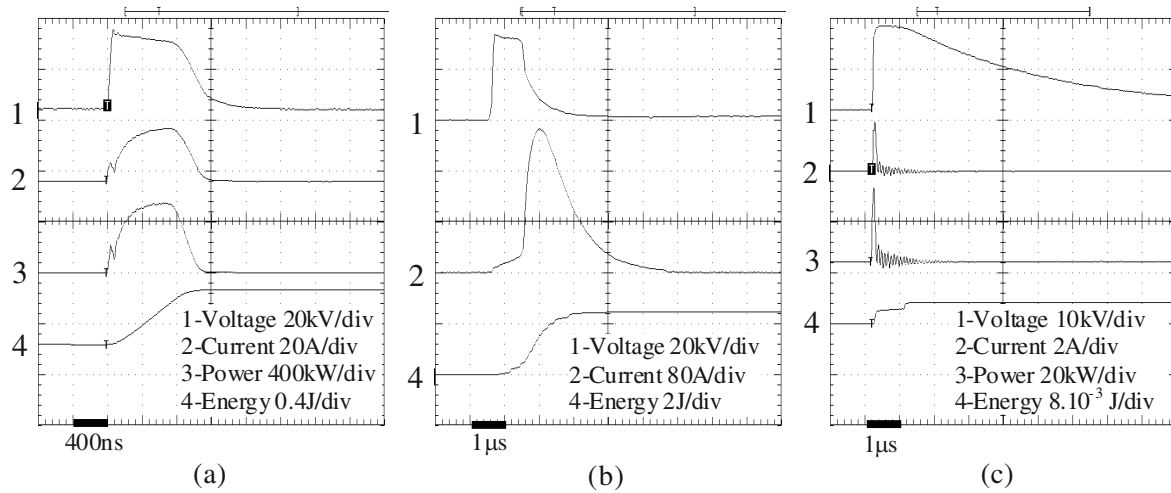 1
2
3
4
T
1-Voltage 20kV/div
2-Current 20A/div
3-Power 400kW/div
4-Energy 0.4J/div
400ns
(a)
1
2
4
1-Voltage 20kV/div
2-Current 80A/div
4-Energy 2J/div
1μs
(b)
1
2
3
4
T
1-Voltage 10kV/div
2-Current 2A/div
3-Power 20kW/div
4-Energy 8.10⁻³ J/div
1μs
(c)